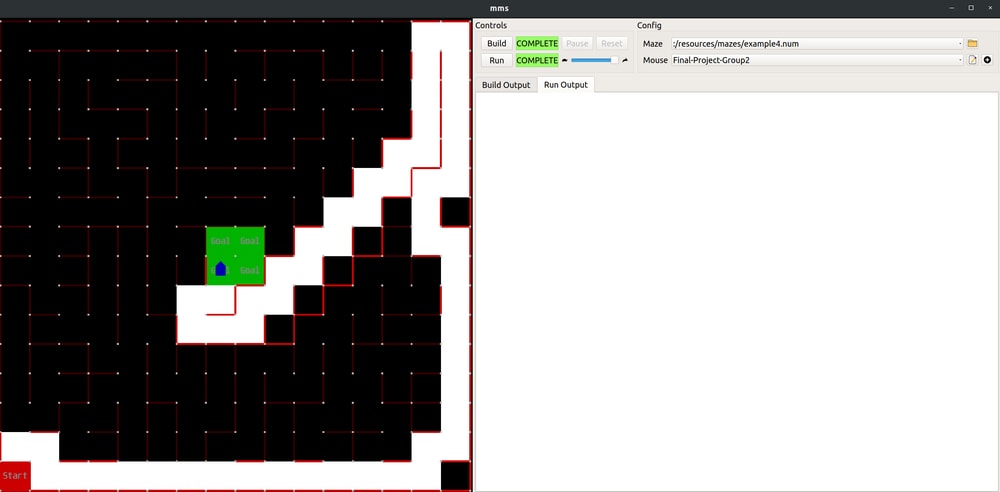 mms
Controls
Config
Build COMPLETE Pause Reset
Maze :/resources/mazes/example4.num
Run COMPLETE
Mouse Final-Project-Group2
Build Output Run Output
Goal Goal
Goal
Start